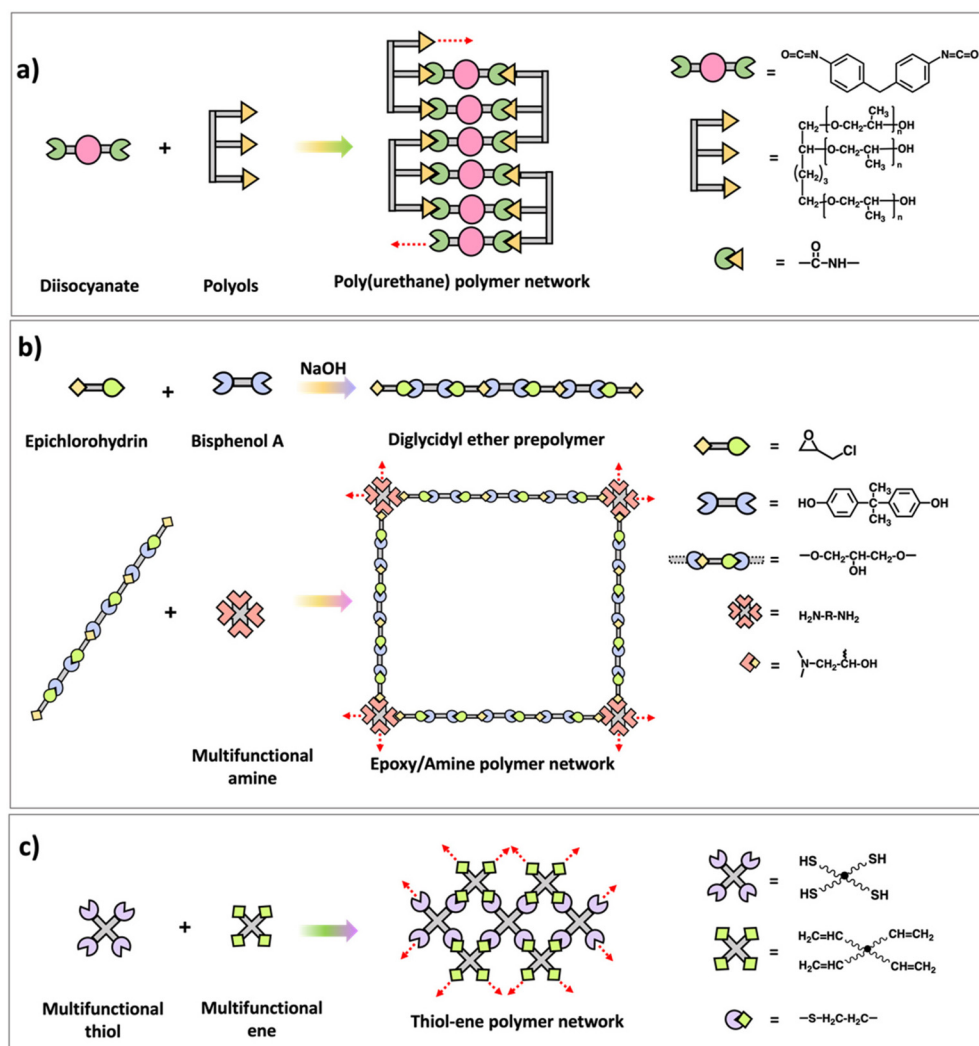 a)
Diisocyanate
+
Polyols
Poly(urethane) polymer network
=
O=C=N
N=C=O
=
CH₂—(O-CH₂-CH)ₙ—OH
CH₃
CH—(O-CH₂-CH)ₙ—OH
CH₃
(CH₂)₃
CH₂—(O-CH₂-CH)ₙ—OH
CH₃
=
O
—C—NH—
b)
Epichlorohydrin
+
Bisphenol A
NaOH
Diglycidyl ether prepolymer
+
Multifunctional
amine
Epoxy/Amine polymer network
=
O
Cl
=
CH₃
HO
C
OH
CH₃
=
—O-CH₂-CH-CH₂-O—
OH
=
H₂N-R-NH₂
=
N—CH₂-CH-OH
c)
Multifunctional
thiol
+
Multifunctional
ene
Thiol-ene polymer network
=
HS
SH
HS
SH
=
H₂C=HC
CH=CH₂
H₂C=HC
CH=CH₂
=
—S-H₂C-H₂C—